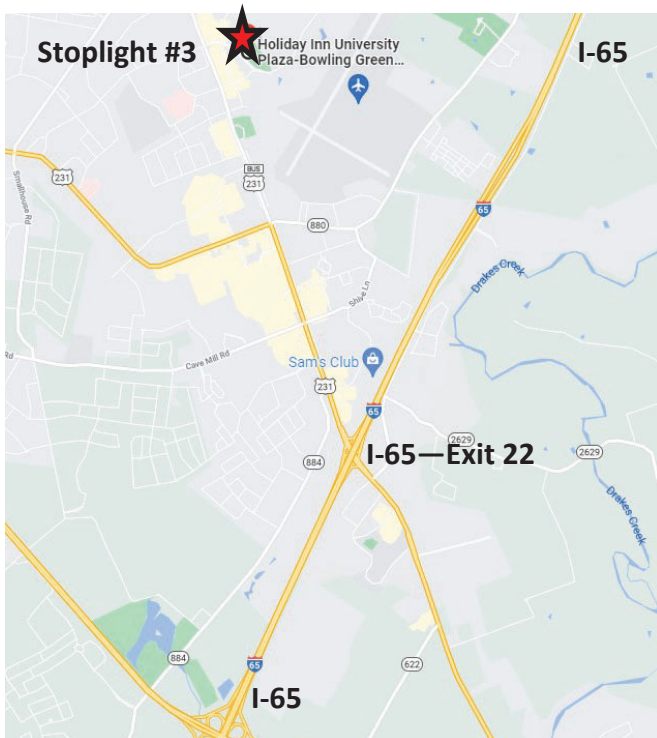 Stoplight #3
Holiday Inn University
Plaza-Bowling Green...
I-65
231
Smallhouse Rd
BUS
231
65
880
Drakes Creek
Shive Ln
Rd
Cave Mill Rd
Sam's Club
231
65
2629
I-65—Exit 22
884
2629
Drakes
Creek
884
65
622
I-65